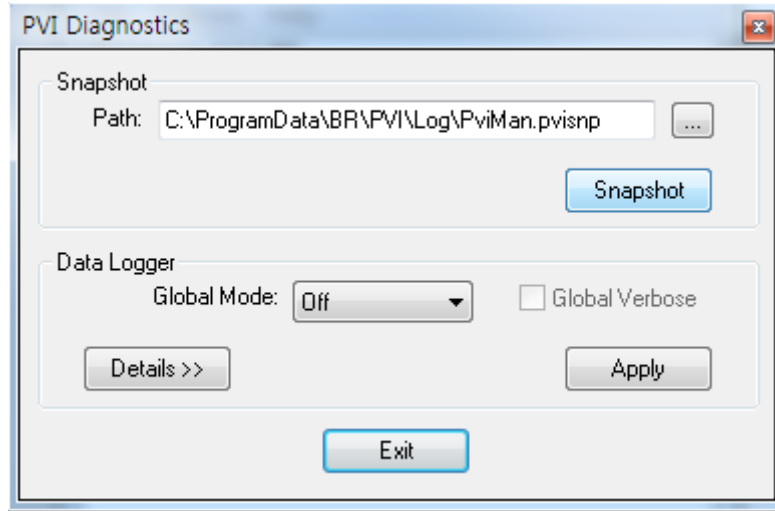 PVI Diagnostics
Snapshot
Path: C:\ProgramData\BR\PVI\Log\PviMan.pvisnp ...
Snapshot
Data Logger
Global Mode: Off Global Verbose
Details >> Apply
Exit